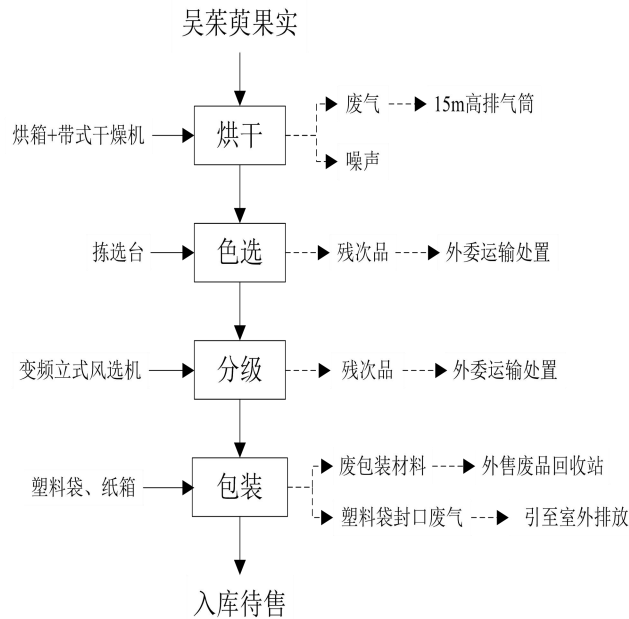 吴茱萸果实
废气
15m高排气筒
烘箱+带式干燥机
烘干
噪声
拣选台
色选
残次品
外委运输处置
变频立式风选机
分级
残次品
外委运输处置
废包装材料
外售废品回收站
塑料袋、纸箱
包装
塑料袋封口废气
引至室外排放
入库待售